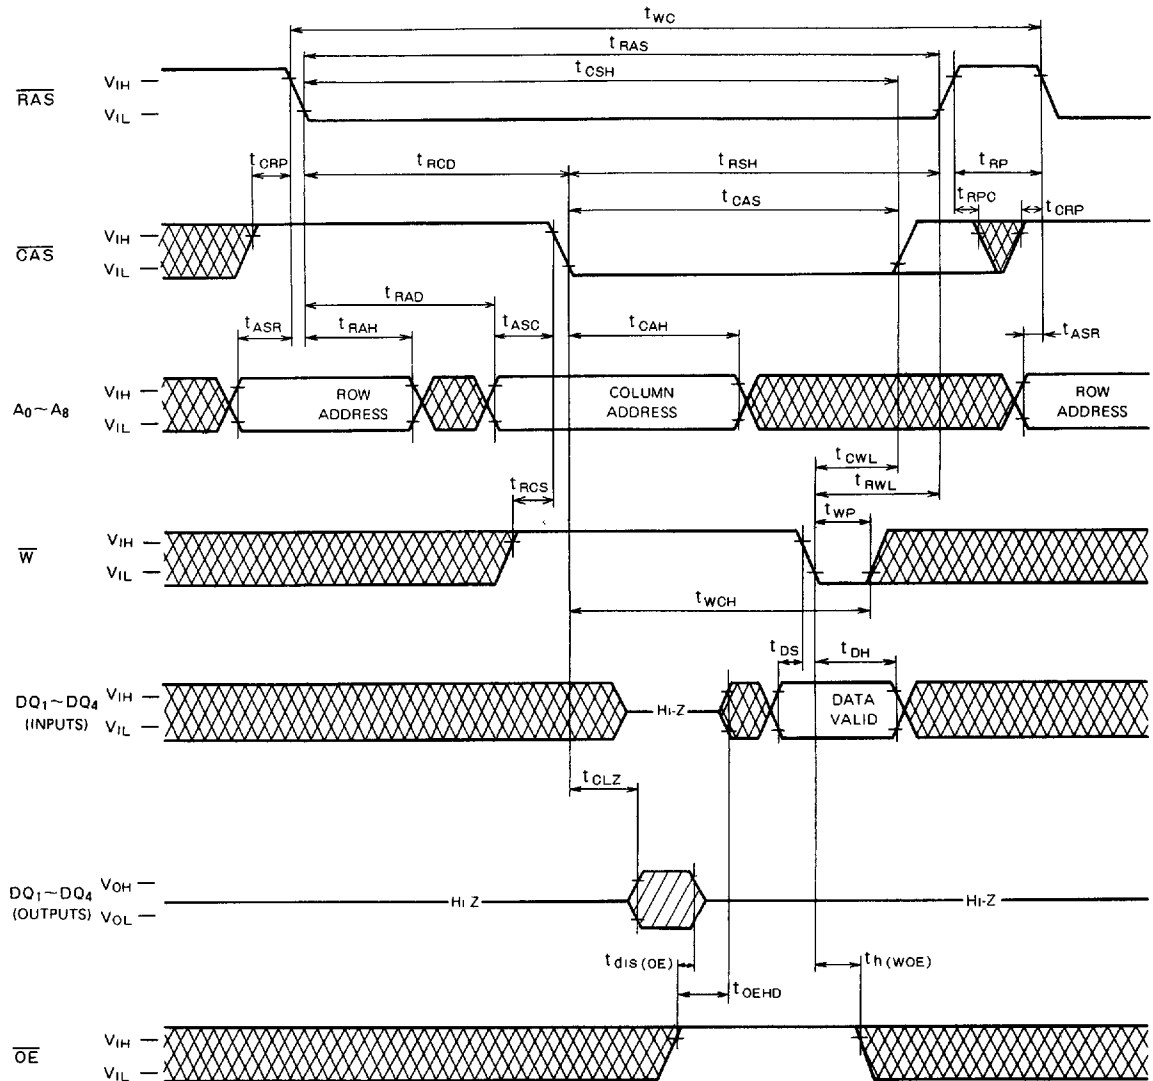 tWC
tRAS
tCSH
RAS
VIH
VIL
tCRP
tRCD
tRSH
tRP
tCAS
tRPC
tCRP
CAS
VIH
VIL
tRAD
tASR
tRAH
tASC
tCAH
tASR
A0~A8
VIH
VIL
ROW
ADDRESS
COLUMN
ADDRESS
ROW
ADDRESS
tCWL
tRCS
tRWL
tWP
W
VIH
VIL
tWCH
tDS
tDH
DQ1~DQ4
(INPUTS)
VIH
VIL
Hi-Z
DATA
VALID
tCLZ
DQ1~DQ4
(OUTPUTS)
VOH
VOL
Hi-Z
Hi-Z
tdis(OE)
th(WOE)
tOEHD
OE
VIH
VIL